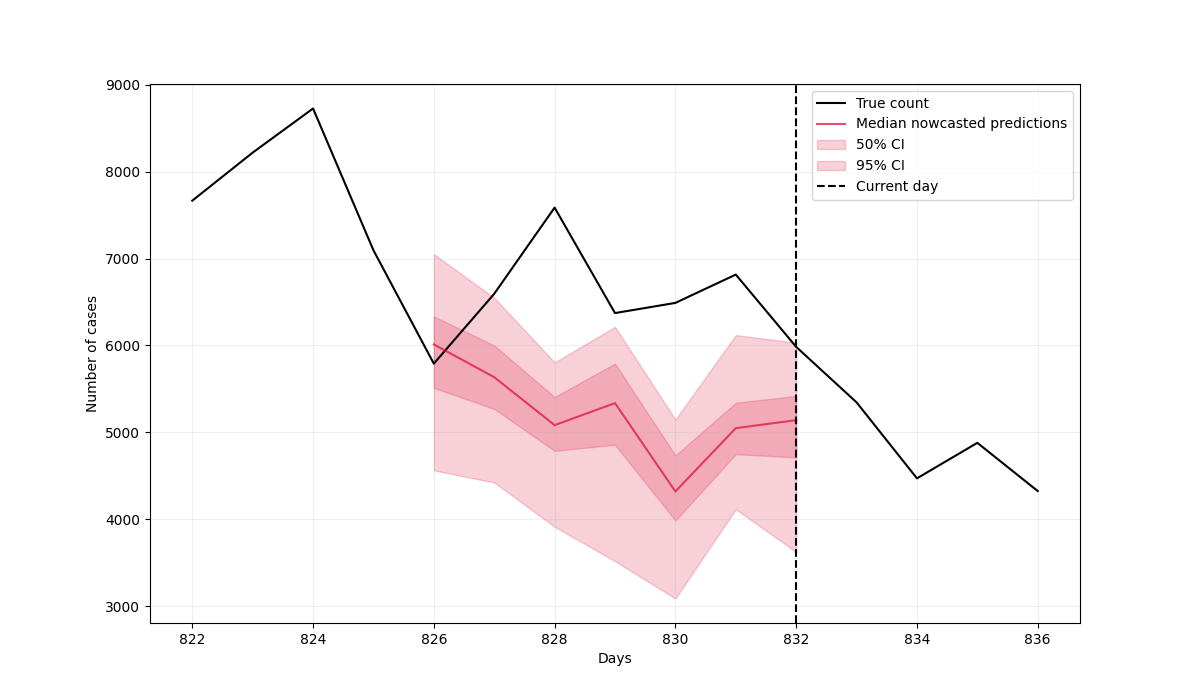 9000
8000
7000
6000
5000
4000
3000
Number of cases
822
824
826
828
830
832
834
836
Days
True count
Median nowcasted predictions
50% CI
95% CI
Current day